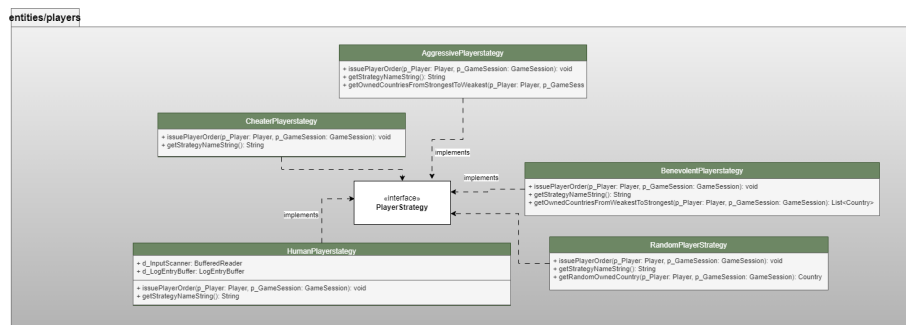 entities/players
AggressivePlayerstategy
+ issuePlayerOrder(p_Player: Player, p_GameSession: GameSession): void
+ getStrategyNameString(): String
+ getOwnedCountriesFromStrongestToWeakest(p_Player: Player, p_GameSess
CheaterPlayerstategy
+ issuePlayerOrder(p_Player: Player, p_GameSession: GameSession): void
+ getStrategyNameString(): String
implements
implements
BenevolentPlayerstategy
+ issuePlayerOrder(p_Player: Player, p_GameSession: GameSession): void
+ getStrategyNameString(): String
+ getOwnedCountriesFromWeakestToStrongest(p_Player: Player, p_GameSession: GameSession): List<Country>
«interface»
PlayerStrategy
implements
HumanPlayerstategy
+ d_InputScanner: BufferedReader
+ d_LogEntryBuffer: LogEntryBuffer
+ issuePlayerOrder(p_Player: Player, p_GameSession: GameSession): void
+ getStrategyNameString(): String
RandomPlayerStrategy
+ issuePlayerOrder(p_Player: Player, p_GameSession: GameSession): void
+ getStrategyNameString(): String
+ getRandomOwnedCountry(p_Player: Player, p_GameSession: GameSession): Country